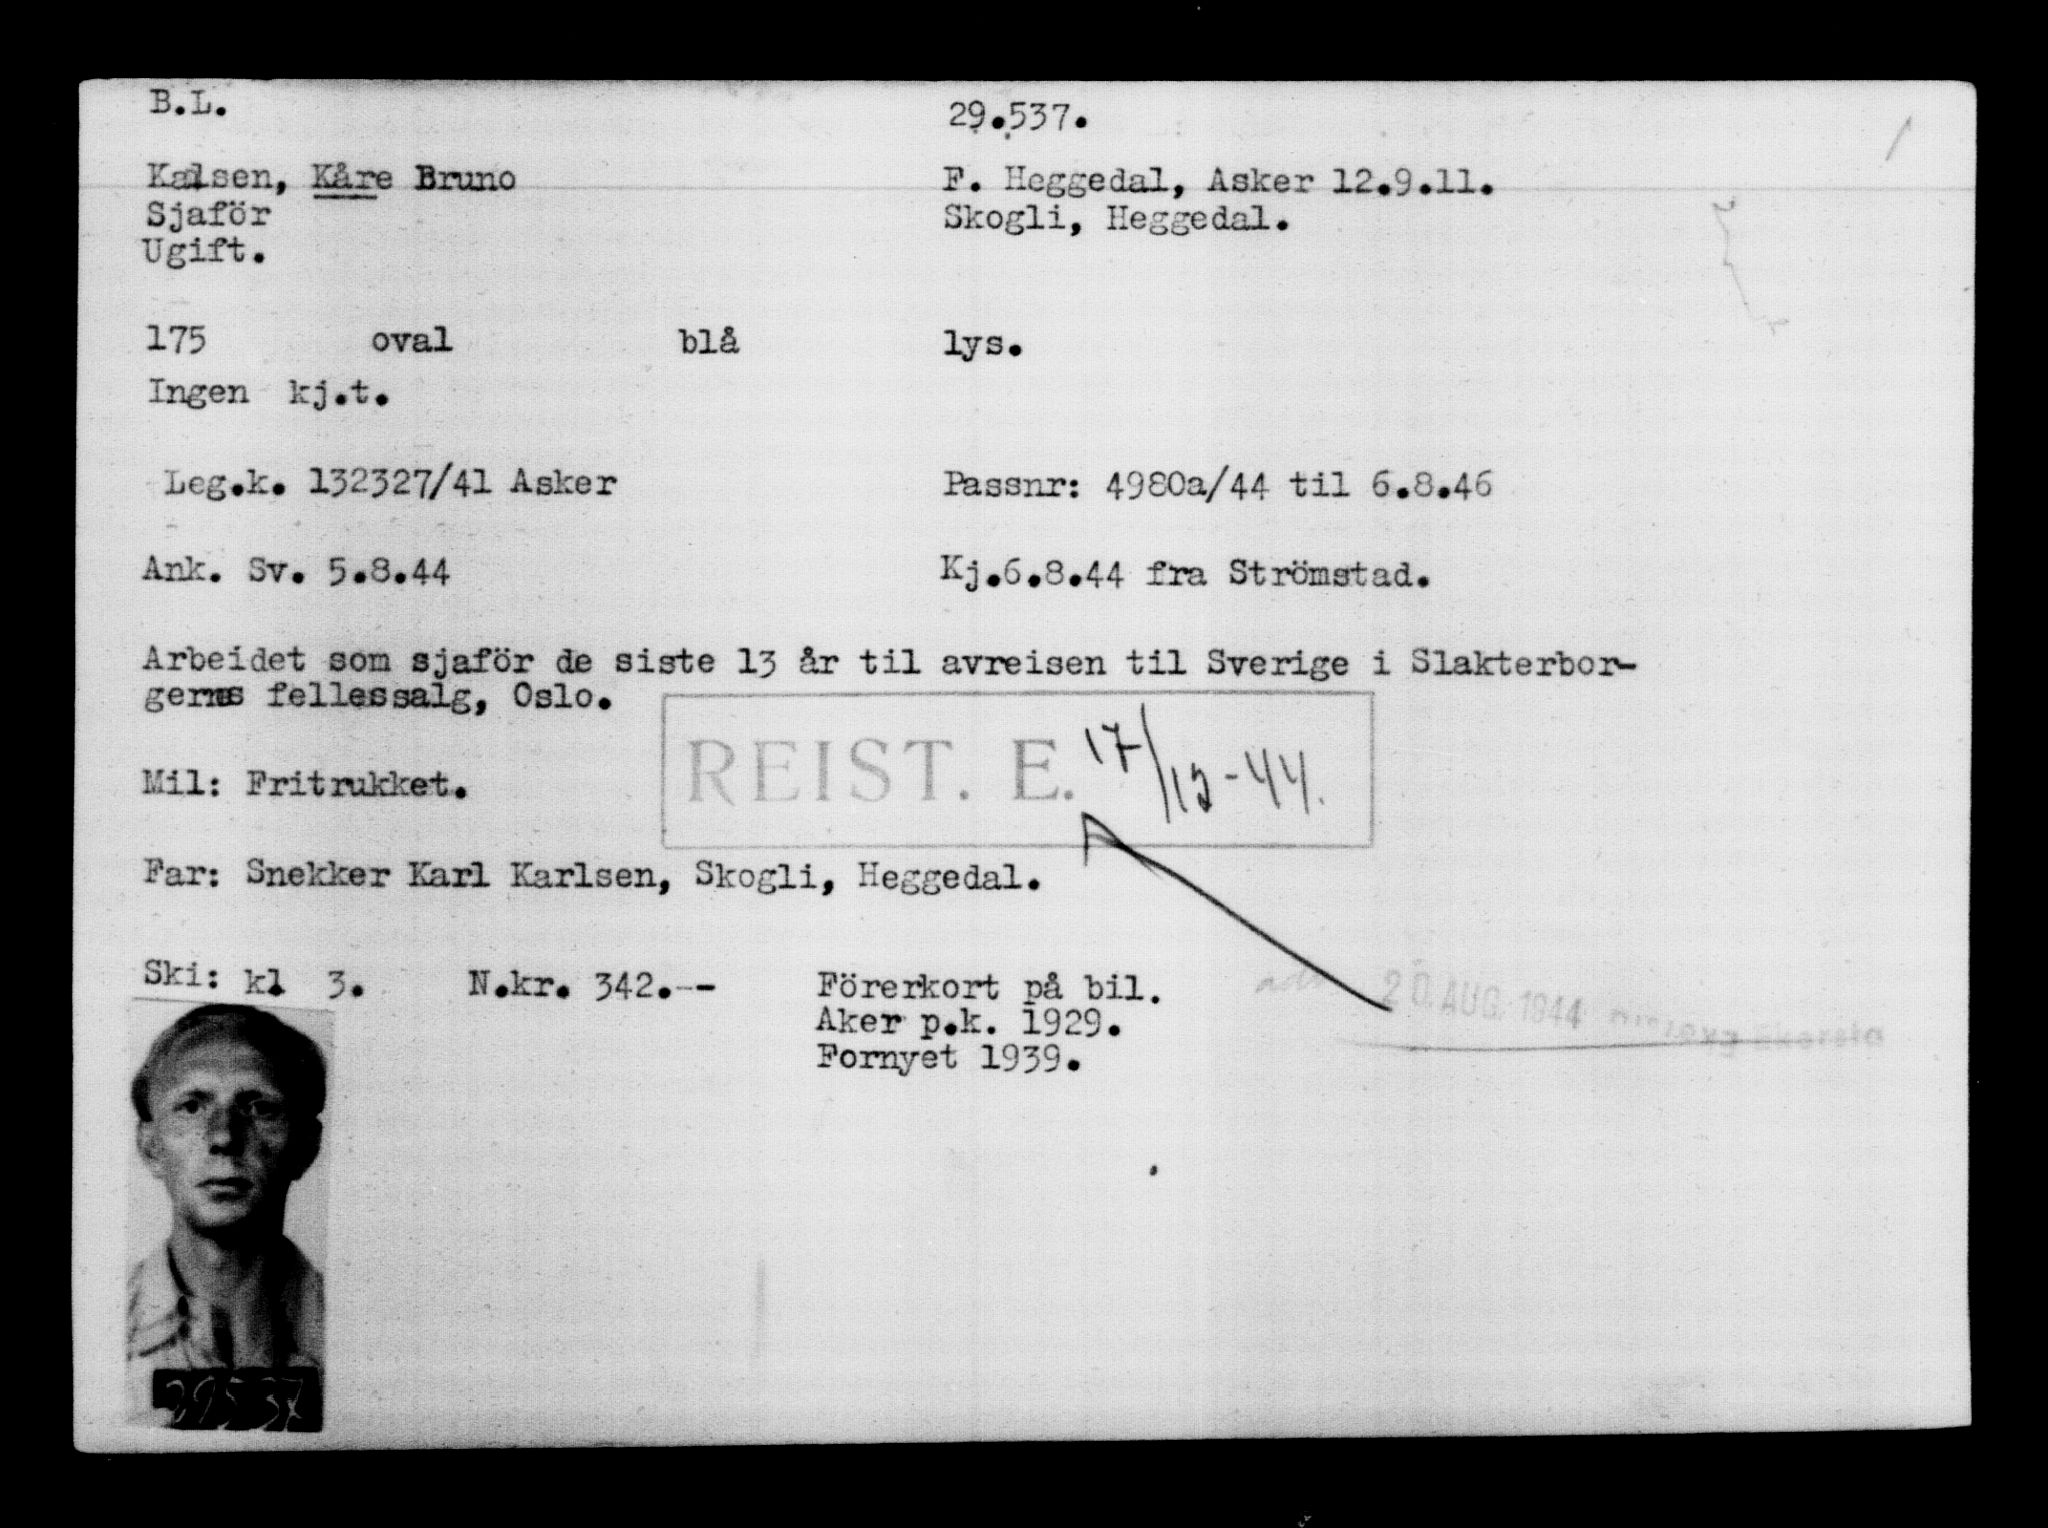 B.L.
29.537.
Kalsen, Kåre Bruno
F. Heggedal, Asker 12.9.11.
Sjaför
Skogli, Heggedal.
Ugift.
175 oval blå lys.
Ingen kj.t.
Leg.k. 132327/41 Asker
Passnr: 4980a/44 til 6.8.46
Ank. Sv. 5.8.44
Kj.6.8.44 fra Strömstad.
Arbeidet som sjaför de siste 13 år til avreisen til Sverige i Slakterbor-
gernes fellessalg, Oslo.
REIST. E. 17/12-44.
Mil: Fritrukket.
Far: Snekker Karl Karlsen, Skogli, Heggedal.
Ski: kl. 3. N.kr. 342.-- Förerkort på bil.
Aker p.k. 1929.
Fornyet 1939.
20. AUG. 1944
29537